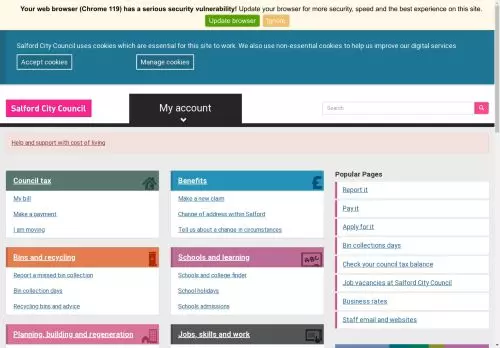 Your web browser (Chrome 119) has a serious security vulnerability! Update your browser for more security, speed and the best experience on this site.
Update browser Ignore
Salford City Council uses cookies which are essential for this site to work. We also use non-essential cookies to help us improve our digital services
Accept cookies Manage cookies
Salford City Council
My account
Search
Help and support with cost of living
Council tax
My bill
Make a payment
I am moving
Benefits
£
Make a new claim
Change of address within Salford
Tell us about a change in circumstances
Bins and recycling
Report a missed bin collection
Bin collection days
Recycling bins and advice
Schools and learning
ABC
Schools and college finder
School holidays
Schools admissions
Planning, building and regeneration
Jobs, skills and work
Popular Pages
Report it
Pay it
Apply for it
Bin collections days
Check your council tax balance
Job vacancies at Salford City Council
Business rates
Staff email and websites